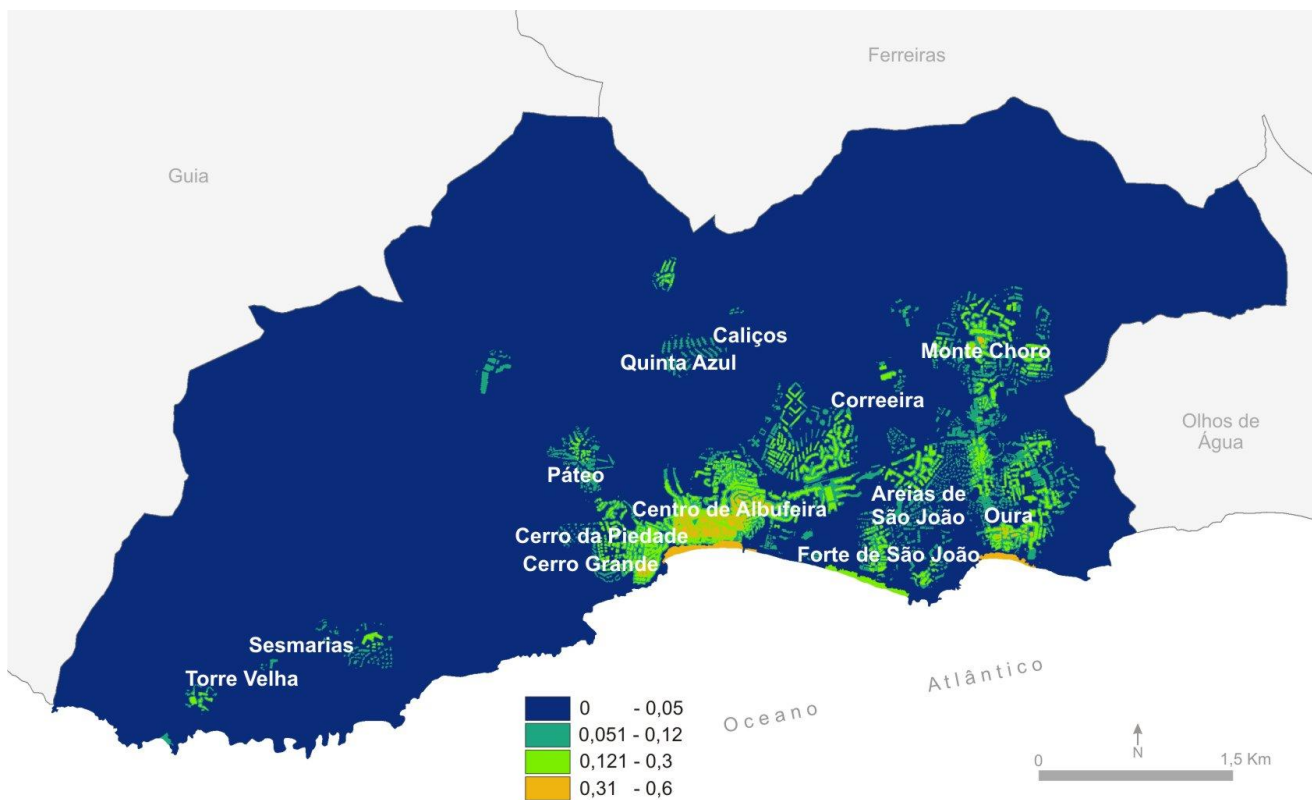 Ferreiras
Guia
Caliços
Quinta Azul
Monte Choro
Correeira
Olhos de
Água
Páteo
Centro de Albufeira
Areias de
São João
Oura
Cerro da Piedade
Forte de São João
Cerro Grande
Sesmarias
Torre Velha
Oceano Atlântico
0 - 0,05
0,051 - 0,12
0,121 - 0,3
0,31 - 0,6
N
0 1,5 Km